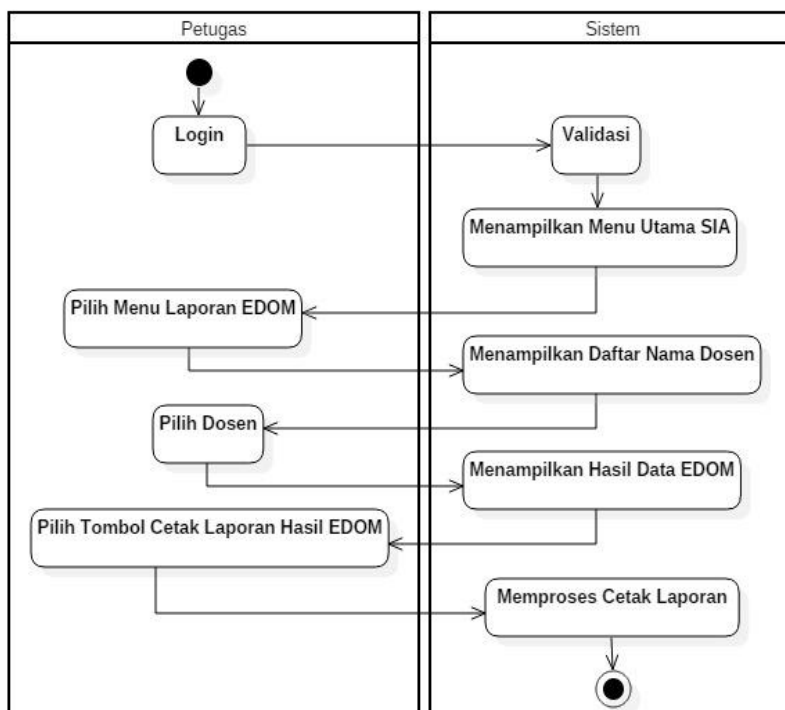 Petugas
Sistem
Login
Validasi
Menampilkan Menu Utama SIA
Pilih Menu Laporan EDOM
Menampilkan Daftar Nama Dosen
Pilih Dosen
Menampilkan Hasil Data EDOM
Pilih Tombol Cetak Laporan Hasil EDOM
Memproses Cetak Laporan